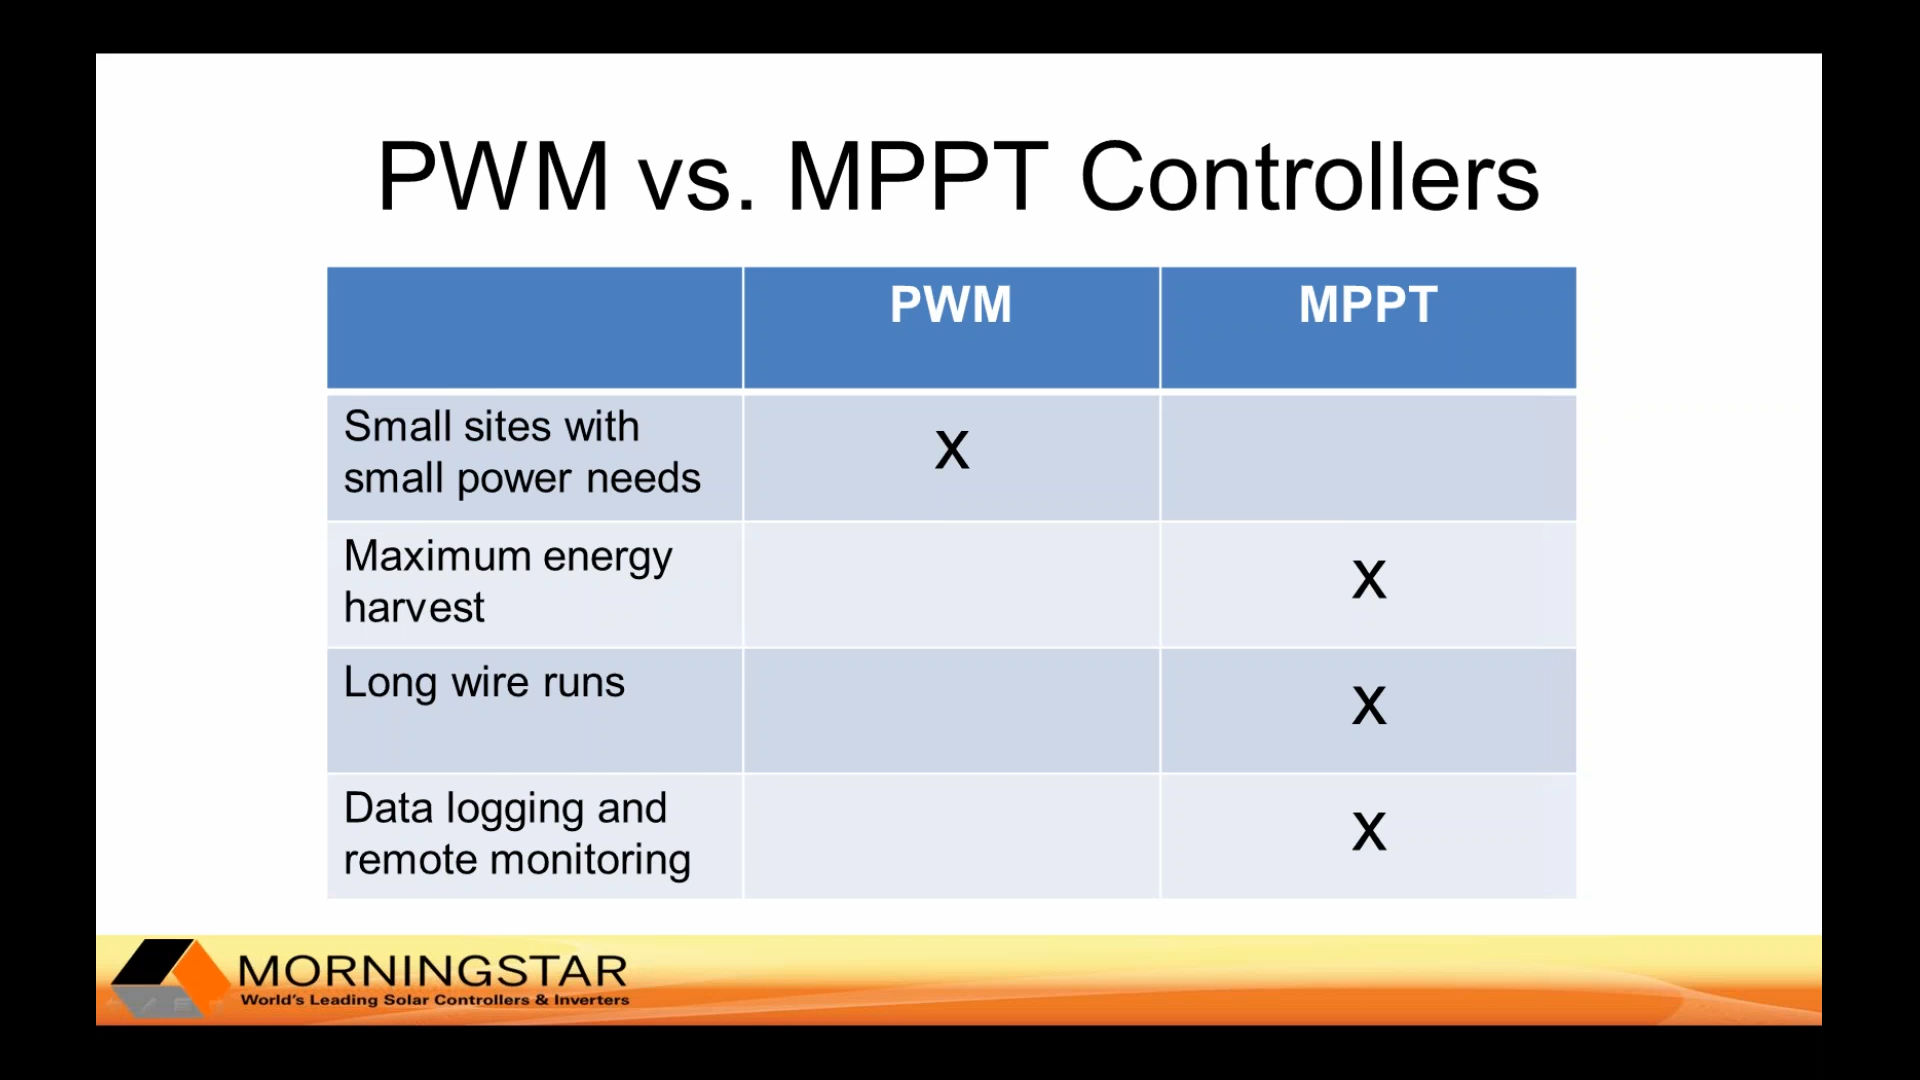 PWM vs. MPPT Controllers
PWM MPPT
Small sites with
small power needs
X
Maximum energy
harvest
X
Long wire runs
X
Data logging and
remote monitoring
X
MORNINGSTAR
World's Leading Solar Controllers & Inverters